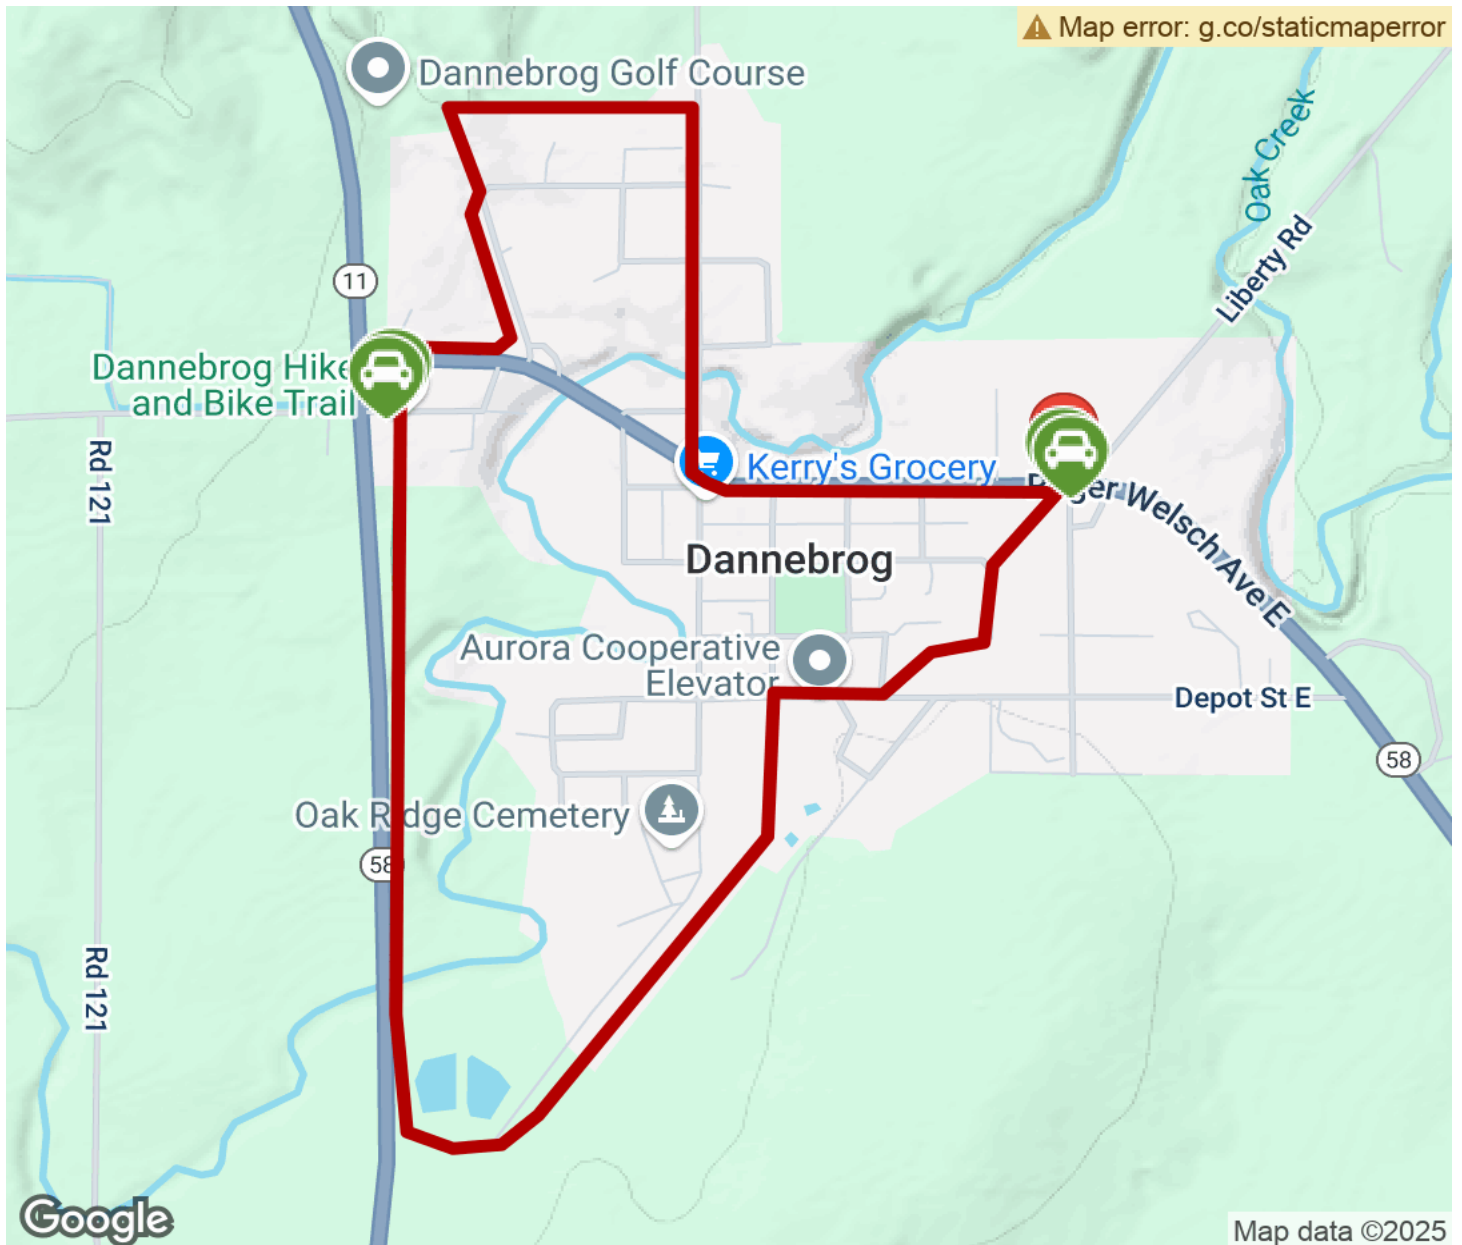 Map error: g.co/staticmaperror
Dannebrog Golf Course
Oak Creek
Liberty Rd
11
Dannebrog Hike
and Bike Trail
Rd 121
Kerry's Grocery
Roger Welsch Ave E
Dannebrog
Aurora Cooperative
Elevator
Depot St E
58
Oak Ridge Cemetery
58
Rd 121
Google
Map data ©2025